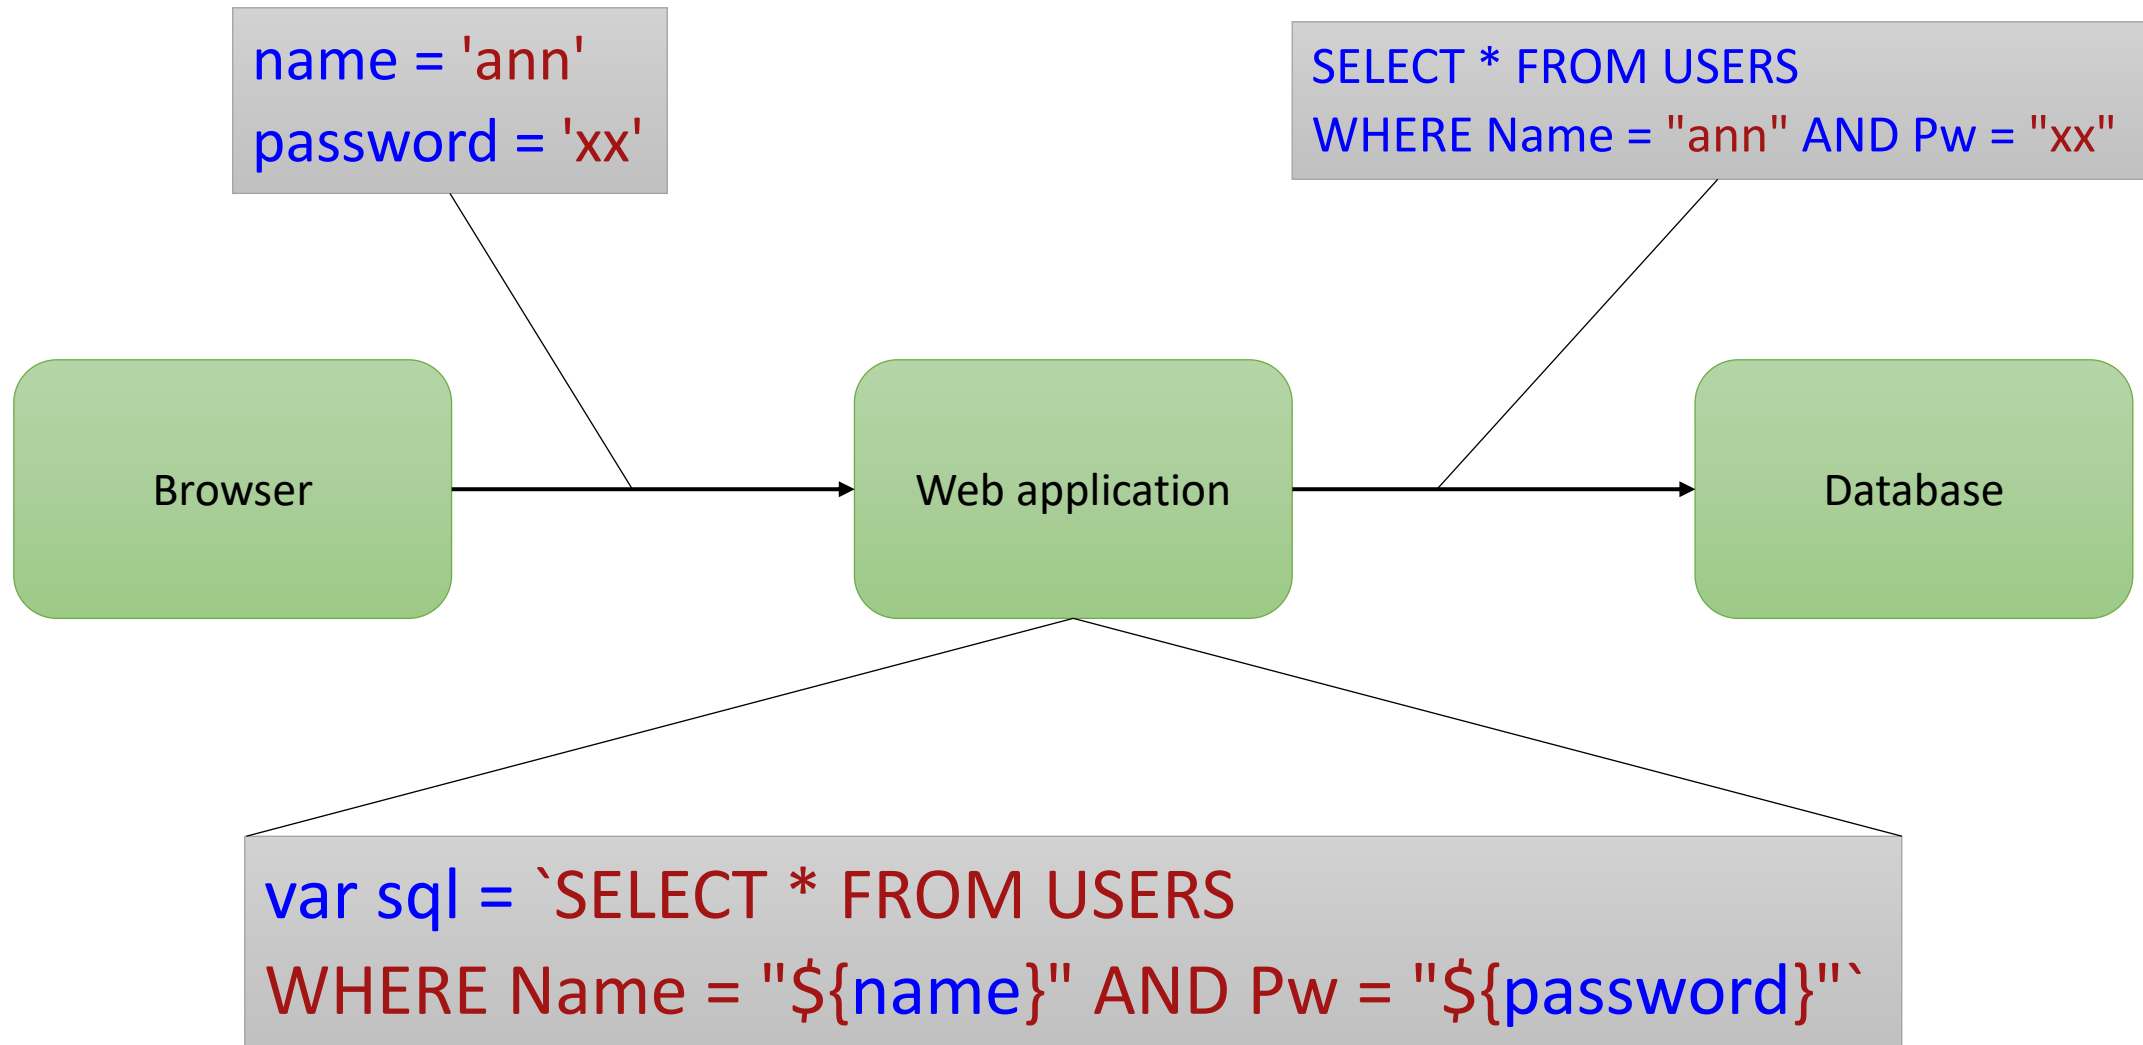 name = 'ann'
password = 'xx'
SELECT * FROM USERS
WHERE Name = "ann" AND Pw = "xx"
Browser
Web application
Database
var sql = `SELECT * FROM USERS
WHERE Name = "${name}" AND Pw = "${password}"`